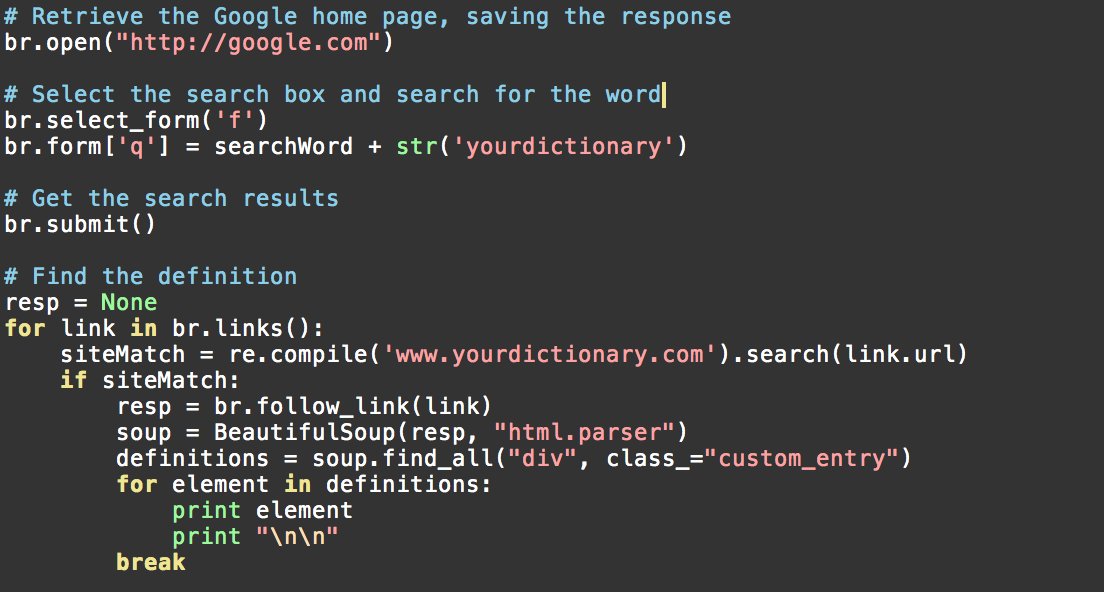 # Retrieve the Google home page, saving the response
br.open("http://google.com")

# Select the search box and search for the word
br.select_form('f')
br.form['q'] = searchWord + str('yourdictionary')

# Get the search results
br.submit()

# Find the definition
resp = None
for link in br.links():
    siteMatch = re.compile('www.yourdictionary.com').search(link.url)
    if siteMatch:
        resp = br.follow_link(link)
        soup = BeautifulSoup(resp, "html.parser")
        definitions = soup.find_all("div", class_="custom_entry")
        for element in definitions:
            print element
            print "\n\n"
        break